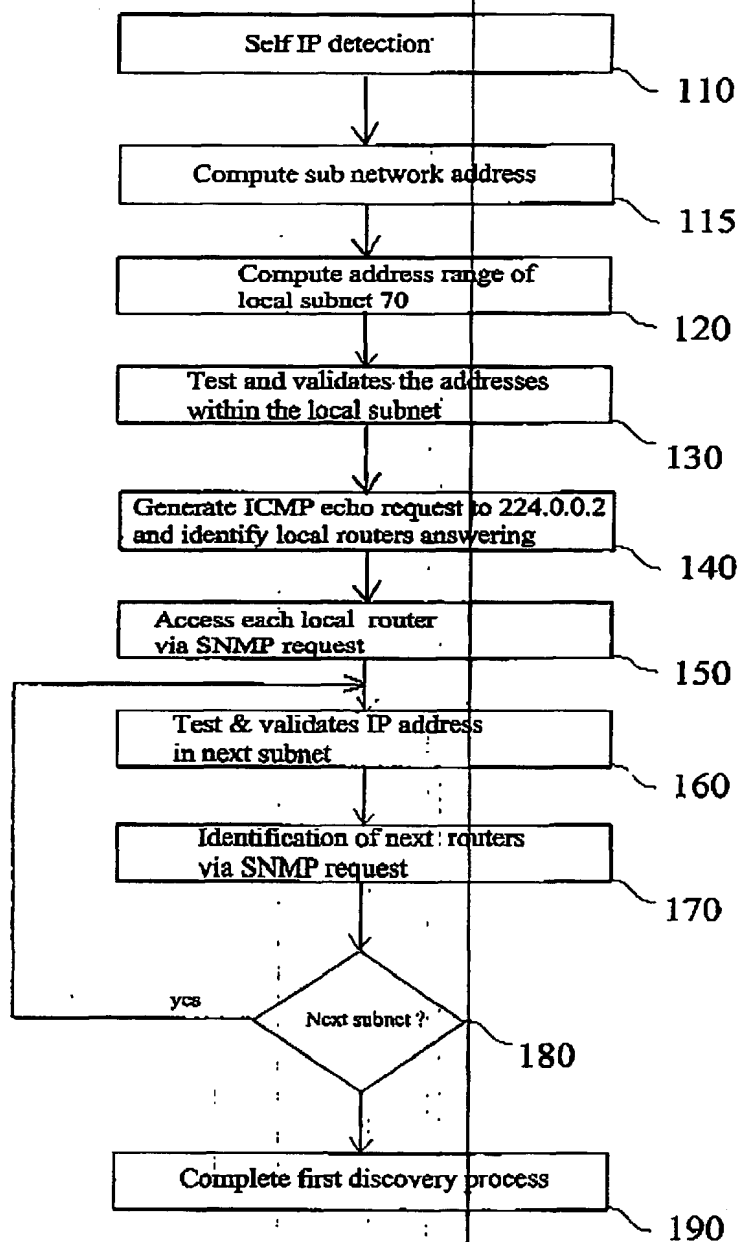 Self IP detection
110
Compute sub network address
115
Compute address range of
local subnet 70
120
Test and validates the addresses
within the local subnet
130
Generate ICMP echo request to 224.0.0.2
and identify local routers answering
140
Access each local router
via SNMP request
150
Test & validates IP address
in next subnet
160
Identification of next routers
via SNMP request
170
yes
Next subnet ?
180
Complete first discovery process
190